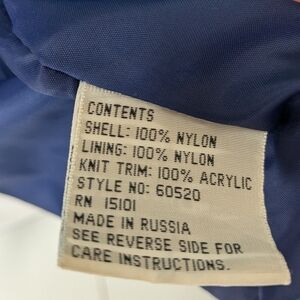 CONTENTS
SHELL: 100% NYLON
LINING: 100% NYLON
KNIT TRIM: 100% ACRYLIC
STYLE NO: 60520
RN 15101
MADE IN RUSSIA
SEE REVERSE SIDE FOR
CARE INSTRUCTIONS.